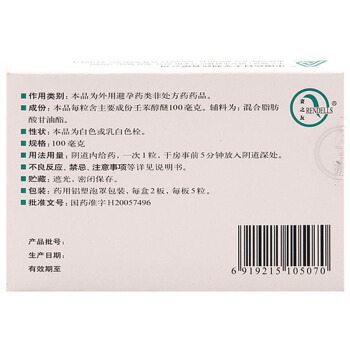 妻之友
RENDELLS
■ 作用类别：本品为外用避孕药类非处方药药品。
■ 成份：本品每粒含主要成份壬苯醇醚100毫克。辅料为：混合脂肪
酸甘油酯。
■ 性状：本品为白色或乳白色栓。
■ 规格：100毫克
■ 用法用量：阴道内给药，一次1粒，于房事前5分钟放入阴道深处。
■ 不良反应、禁忌、注意事项等详见说明书。
■ 贮藏：遮光，密闭保存。
■ 包装：药用铝塑泡罩包装，每盒2板，每板5粒。
■ 批准文号：国药准字H20057496
产品批号：
生产日期：
有效期至
6 919215 105070